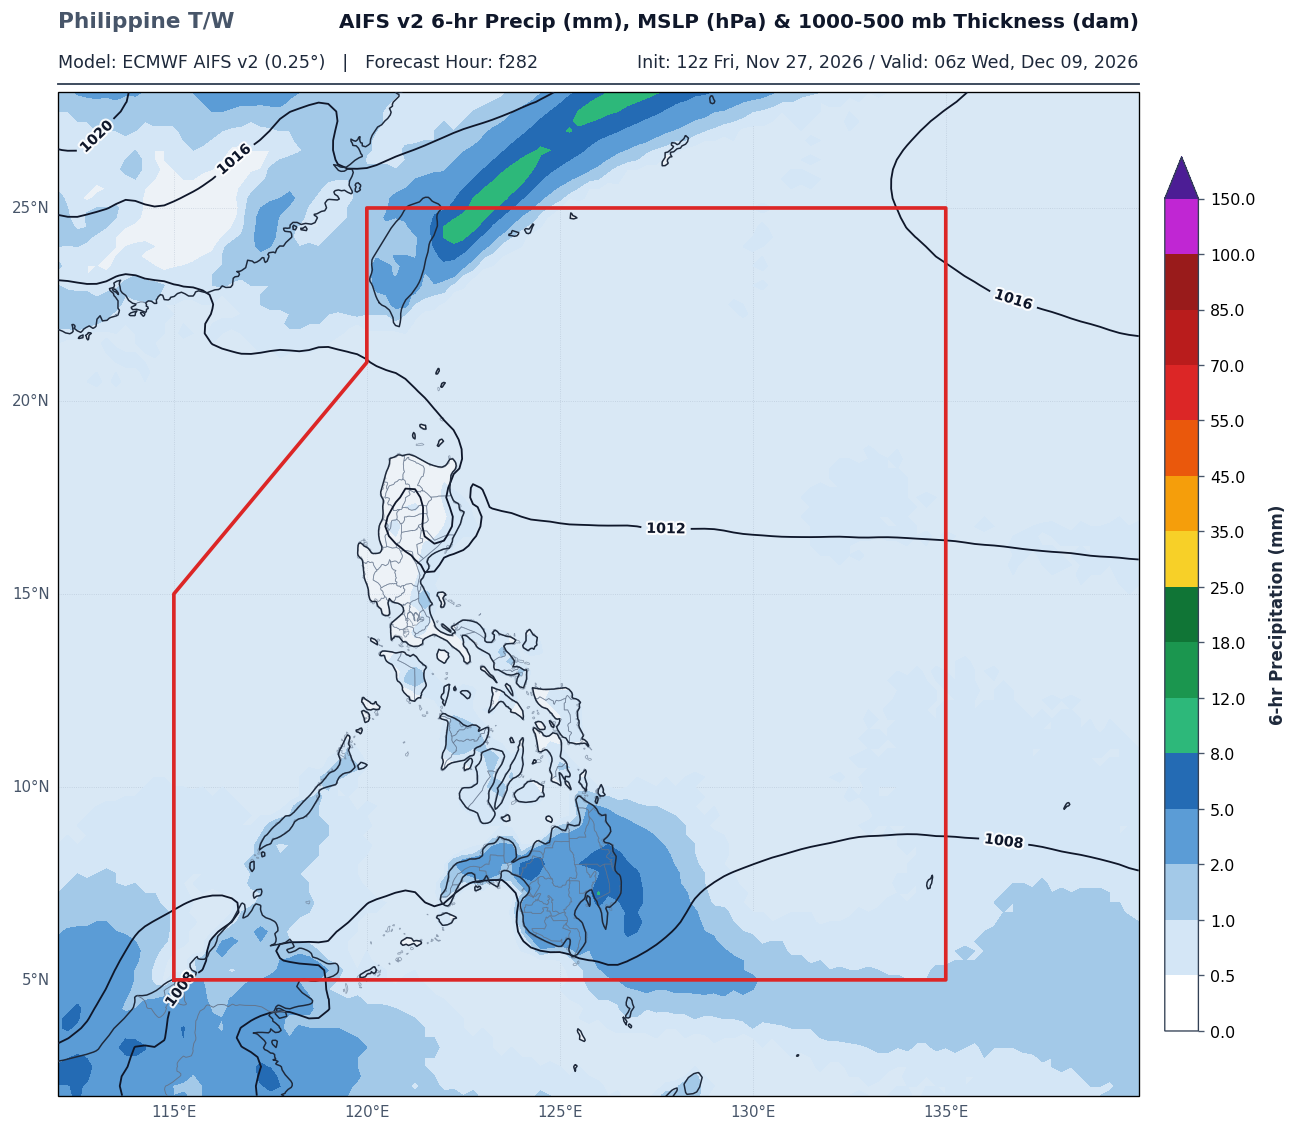 Philippine T/W
AIFS v2 6-hr Precip (mm), MSLP (hPa) & 1000-500 mb Thickness (dam)
Model: ECMWF AIFS v2 (0.25°) | Forecast Hour: f282
Init: 12z Fri, Nov 27, 2026 / Valid: 06z Wed, Dec 09, 2026
1020
1016
1016
1012
1008
1008
25°N
20°N
15°N
10°N
5°N
115°E
120°E
125°E
130°E
135°E
150.0
100.0
85.0
70.0
55.0
45.0
35.0
25.0
18.0
12.0
8.0
5.0
2.0
1.0
0.5
0.0
6-hr Precipitation (mm)